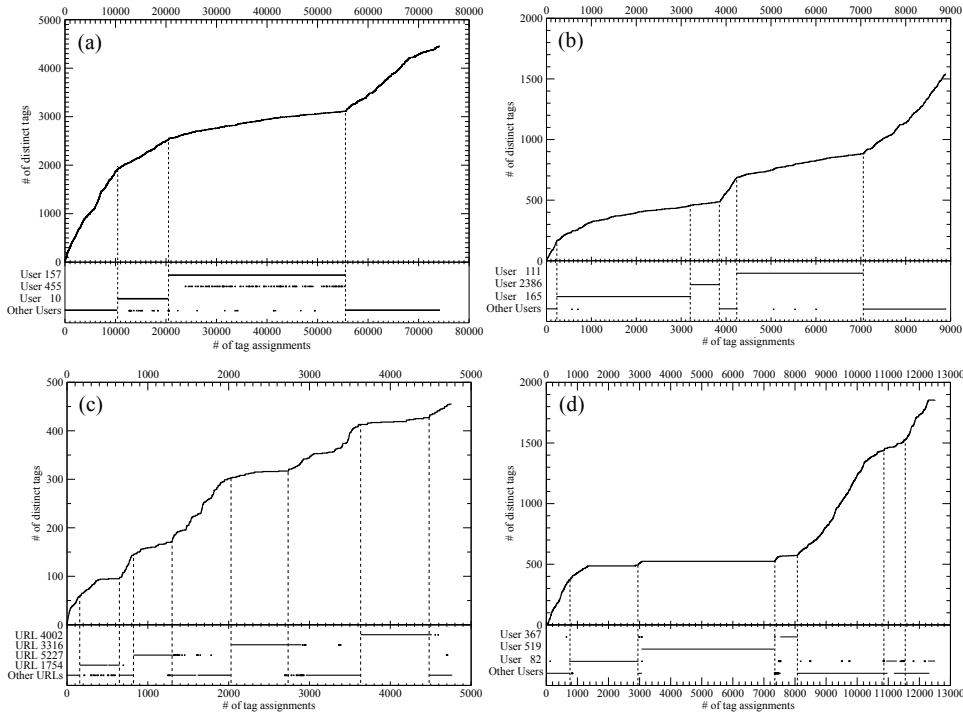 0 10000 20000 30000 40000 50000 60000 70000 80000
(a)
5000
4000
3000
2000
1000
0
# of distinct tags
User 157
User 455
User 10
Other Users
0 10000 20000 30000 40000 50000 60000 70000 80000
# of tag assignments
0 1000 2000 3000 4000 5000 6000 7000 8000 9000
(b)
2000
1500
1000
500
0
# of distinct tags
User 111
User 2386
User 165
Other Users
0 1000 2000 3000 4000 5000 6000 7000 8000 9000
# of tag assignments
0 1000 2000 3000 4000 5000
(c)
500
400
300
200
100
0
# of distinct tags
URL 4002
URL 3316
URL 5227
URL 1754
Other URLs
0 1000 2000 3000 4000 5000
# of tag assignments
0 1000 2000 3000 4000 5000 6000 7000 8000 9000 10000 11000 12000 13000
(d)
2000
1500
1000
500
0
# of distinct tags
User 367
User 519
User 82
Other Users
0 1000 2000 3000 4000 5000 6000 7000 8000 9000 10000 11000 12000 13000
# of tag assignments